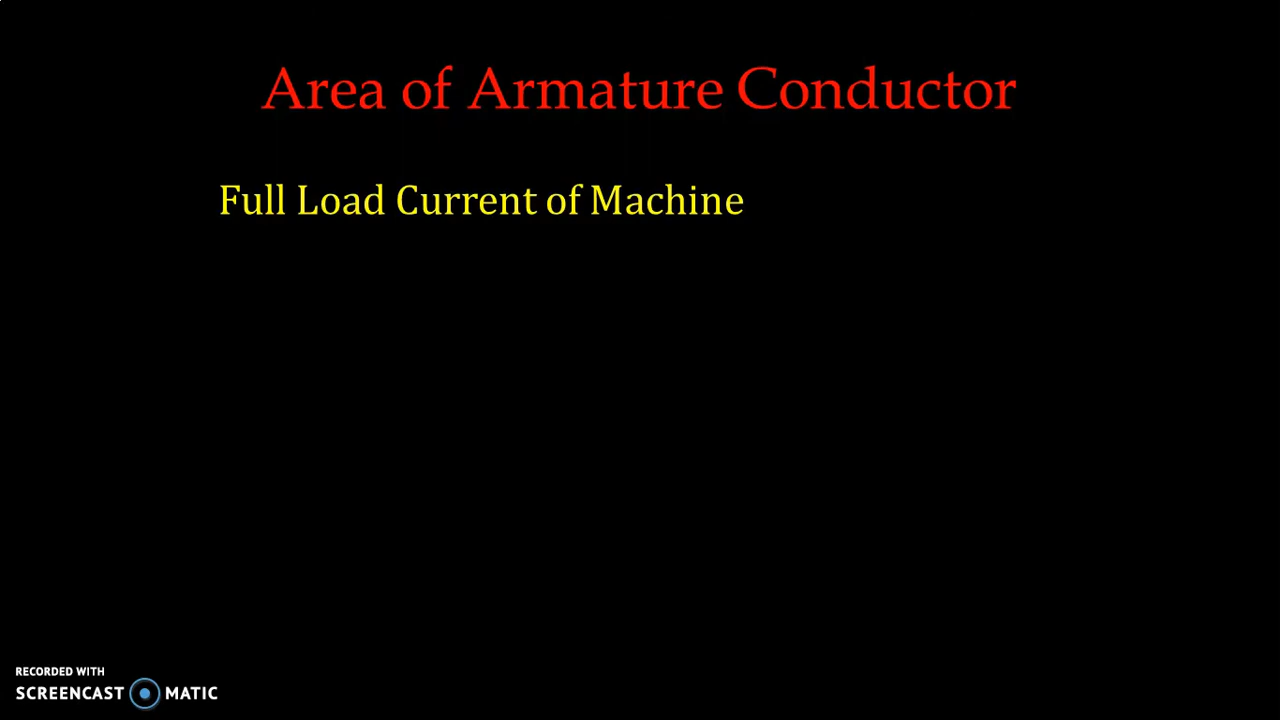 Area of Armature Conductor
Full Load Current of Machine
RECORDED WITH
SCREENCAST MATIC